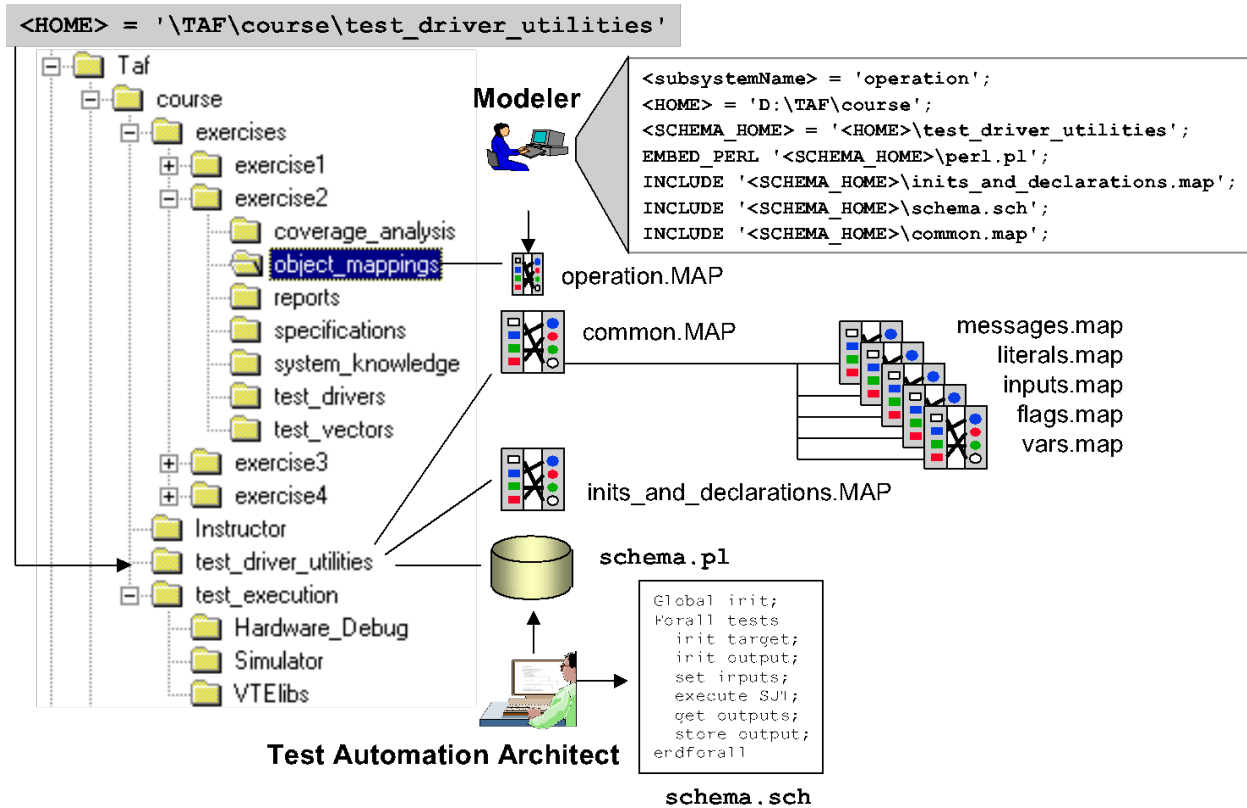 <HOME> = '\TAF\course\test_driver_utilities'
Taf
course
exercises
exercise1
exercise2
coverage_analysis
object_mappings
reports
specifications
system_knowledge
test_drivers
test_vectors
exercise3
exercise4
Instructor
test_driver_utilities
test_execution
Hardware_Debug
Simulator
VTElibs
Modeler
<subsystemName> = 'operation';
<HOME> = 'D:\TAF\course';
<SCHEMA_HOME> = '<HOME>\test_driver_utilities';
EMBED_PERL '<SCHEMA_HOME>\perl.pl';
INCLUDE '<SCHEMA_HOME>\inits_and_declarations.map';
INCLUDE '<SCHEMA_HOME>\schema.sch';
INCLUDE '<SCHEMA_HOME>\common.map';
operation.MAP
common.MAP
messages.map
literals.map
inputs.map
flags.map
vars.map
inits_and_declarations.MAP
schema.pl
Global init;
Forall tests
init target;
init output;
set inputs;
execute SUT;
get outputs;
store output;
endforall
Test Automation Architect
schema.sch